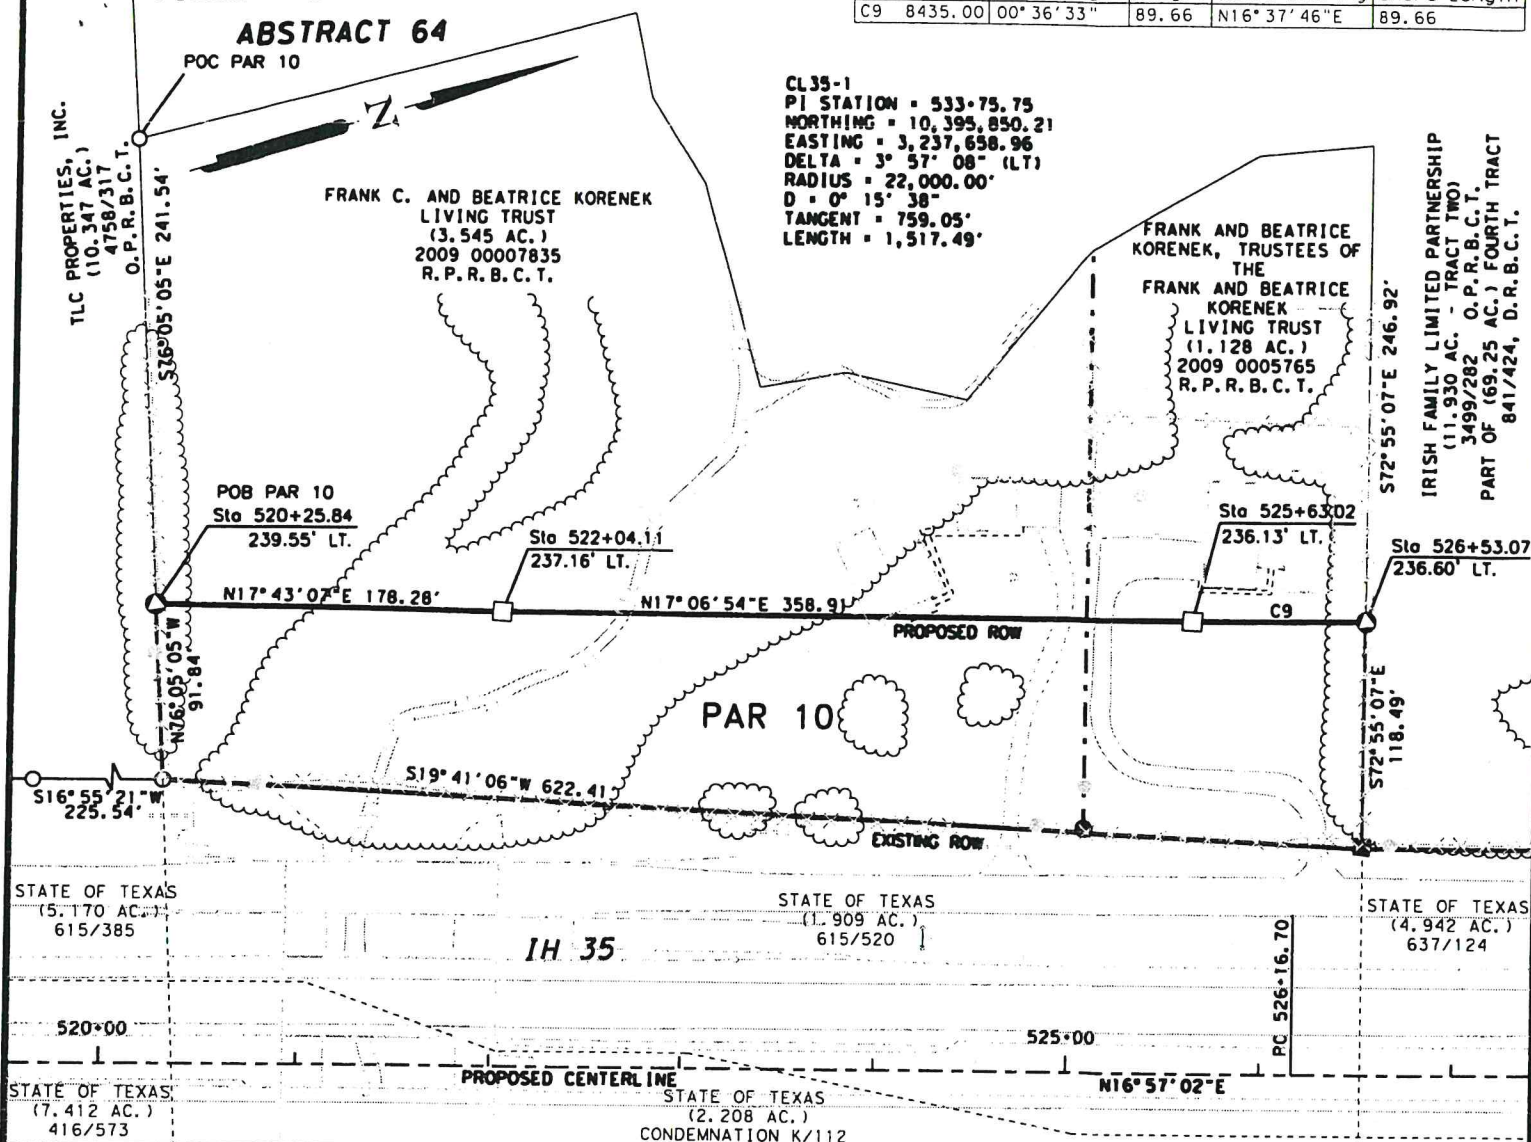 C9 8435.00 00°36'33" 89.66 N16°37'46"E 89.66
ABSTRACT 64
POC PAR 10
Z
TLC PROPERTIES, INC.
(10.347 AC.)
4758/317
O.P.R.B.C.T.
S76°05'05"E 241.54'
FRANK C. AND BEATRICE KORENEK
LIVING TRUST
(3.545 AC.)
2009 00007835
R.P.R.B.C.T.
CL35-1
PI STATION = 533+75.75
NORTHING = 10,395,850.21
EASTING = 3,237,658.96
DELTA = 3° 57' 08" (LT)
RADIUS = 22,000.00'
D = 0° 15' 38"
TANGENT = 759.05'
LENGTH = 1,517.49'
FRANK AND BEATRICE
KORENEK, TRUSTEES OF
THE
FRANK AND BEATRICE
KORENEK
LIVING TRUST
(1.128 AC.)
2009 0005765
R.P.R.B.C.T.
S72°55'07"E 246.92'
IRISH FAMILY LIMITED PARTNERSHIP
(11.930 AC. - TRACT TWO)
3499/282 O.P.R.B.C.T.
PART OF (69.25 AC.) FOURTH TRACT
841/424, D.R.B.C.T.
POB PAR 10
Sta 520+25.84
239.55' LT.
Sta 522+04.11
237.16' LT.
Sta 525+63.02
236.13' LT.
Sta 526+53.07
236.60' LT.
N17°43'07"E 178.28'
N17°06'54"E 358.91
C9
PROPOSED ROW
N76°05'05"W
91.84'
PAR 10
S72°55'07"E
118.49'
S16°55'21"W
225.54'
S19°41'06"W 622.41
EXISTING ROW
STATE OF TEXAS
(5.170 AC.)
615/385
IH 35
STATE OF TEXAS
(1.909 AC.)
615/520
STATE OF TEXAS
(4.942 AC.)
637/124
PC 526+16.70
520+00
525+00
PROPOSED CENTERLINE
N16°57'02"E
STATE OF TEXAS
(7.412 AC.)
416/573
STATE OF TEXAS
(2.208 AC.)
CONDEMNATION K/112